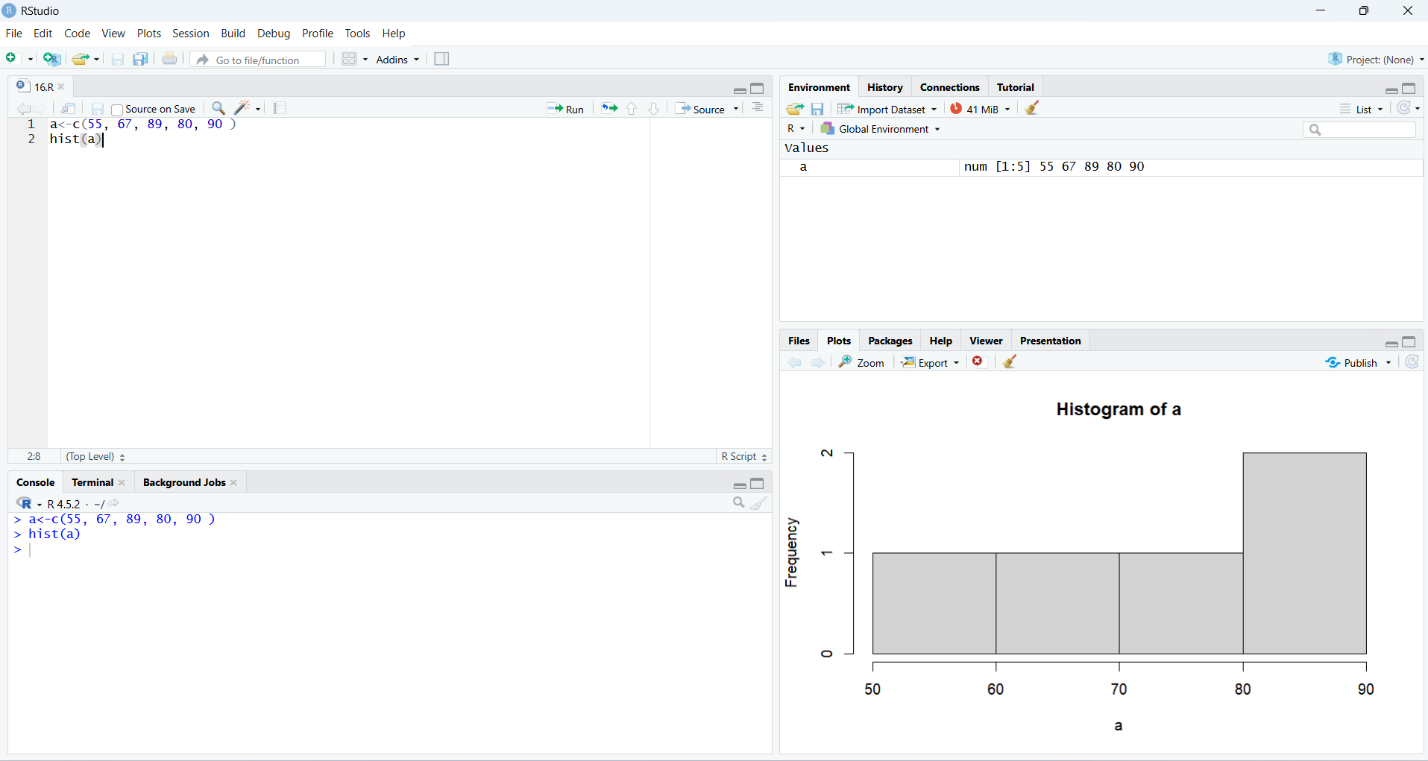 RStudio
File Edit Code View Plots Session Build Debug Profile Tools Help
Go to file/function Addins Project: (None)
16.R
Source on Save Run Source
1 a<-c(55, 67, 89, 80, 90 )
2 hist(a)
2:8 (Top Level) R Script
Console Terminal Background Jobs
R 4.5.2 · ~/
> a<-c(55, 67, 89, 80, 90 )
> hist(a)
>
Environment History Connections Tutorial
Import Dataset 41 MiB List
R Global Environment
Values
a num [1:5] 55 67 89 80 90
Files Plots Packages Help Viewer Presentation
Zoom Export Publish
Histogram of a
Frequency
2
1
0
50 60 70 80 90
a